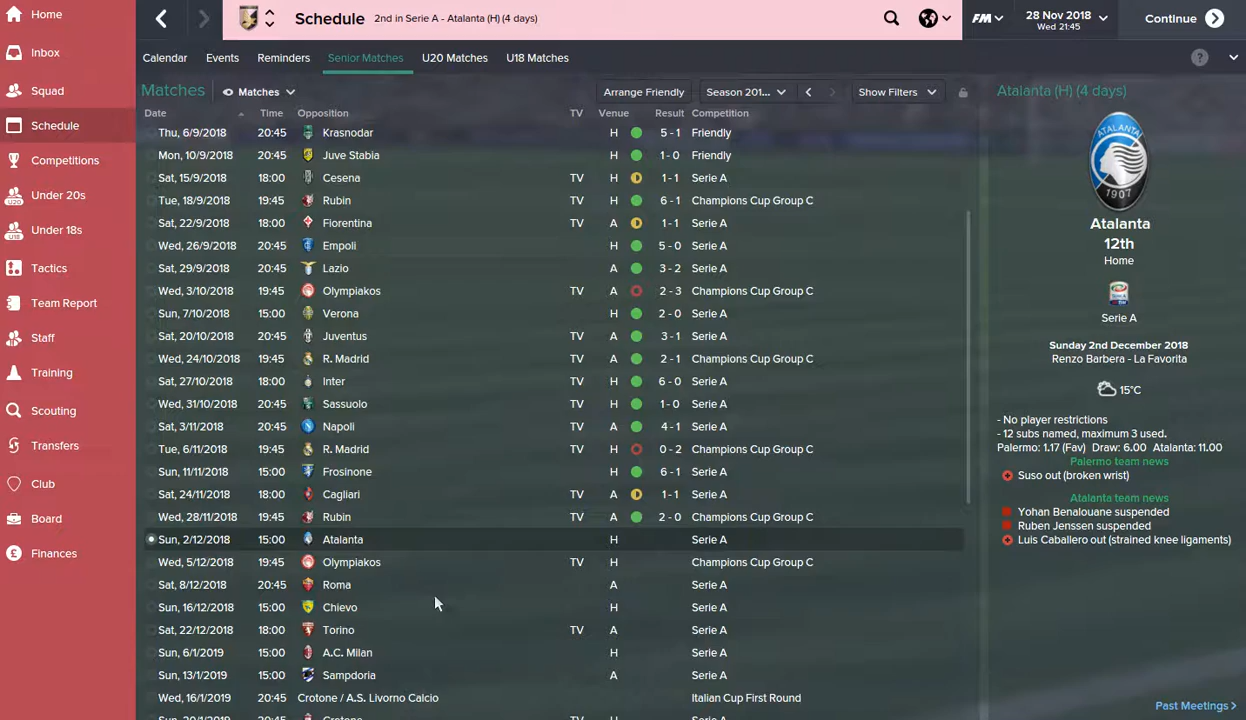 Home
Schedule
2nd in Serie A - Atalanta (H) (4 days)
FM
28 Nov 2018
Wed 21:45
Continue
Inbox
Squad
Schedule
Competitions
Under 20s
Under 18s
Tactics
Team Report
Staff
Training
Scouting
Transfers
Club
Board
Finances
Calendar
Events
Reminders
Senior Matches
U20 Matches
U18 Matches
?
Matches
Matches
Arrange Friendly
Season 201...
Show Filters
Date Time Opposition TV Venue Result Competition
Thu, 6/9/2018 20:45 Krasnodar H 5 - 1 Friendly
Mon, 10/9/2018 20:45 Juve Stabia H 1 - 0 Friendly
Sat, 15/9/2018 18:00 Cesena TV H 1 - 1 Serie A
Tue, 18/9/2018 19:45 Rubin TV H 6 - 1 Champions Cup Group C
Sat, 22/9/2018 18:00 Fiorentina TV A 1 - 1 Serie A
Wed, 26/9/2018 20:45 Empoli H 5 - 0 Serie A
Sat, 29/9/2018 20:45 Lazio A 3 - 2 Serie A
Wed, 3/10/2018 19:45 Olympiakos TV A 2 - 3 Champions Cup Group C
Sun, 7/10/2018 15:00 Verona H 2 - 0 Serie A
Sat, 20/10/2018 20:45 Juventus TV A 3 - 1 Serie A
Wed, 24/10/2018 19:45 R. Madrid TV A 2 - 1 Champions Cup Group C
Sat, 27/10/2018 18:00 Inter TV H 6 - 0 Serie A
Wed, 31/10/2018 20:45 Sassuolo TV H 1 - 0 Serie A
Sat, 3/11/2018 20:45 Napoli TV A 4 - 1 Serie A
Tue, 6/11/2018 19:45 R. Madrid TV H 0 - 2 Champions Cup Group C
Sun, 11/11/2018 15:00 Frosinone H 6 - 1 Serie A
Sat, 24/11/2018 18:00 Cagliari TV A 1 - 1 Serie A
Wed, 28/11/2018 19:45 Rubin TV A 2 - 0 Champions Cup Group C
Sun, 2/12/2018 15:00 Atalanta H Serie A
Wed, 5/12/2018 19:45 Olympiakos TV H Champions Cup Group C
Sat, 8/12/2018 20:45 Roma A Serie A
Sun, 16/12/2018 15:00 Chievo H Serie A
Sat, 22/12/2018 18:00 Torino TV A Serie A
Sun, 6/1/2019 15:00 A.C. Milan H Serie A
Sun, 13/1/2019 15:00 Sampdoria A Serie A
Wed, 16/1/2019 20:45 Crotone / A.S. Livorno Calcio Italian Cup First Round
Sun, 20/1/2019 20:45 Crotone TV H Serie A
Atalanta (H) (4 days)
ATALANTA
1907
Atalanta
12th
Home
Serie A
Sunday 2nd December 2018
Renzo Barbera - La Favorita
15°C
- No player restrictions
- 12 subs named, maximum 3 used.
Palermo: 1.17 (Fav) Draw: 6.00 Atalanta: 11.00
Palermo team news
Suso out (broken wrist)
Atalanta team news
Yohan Benalouane suspended
Ruben Jenssen suspended
Luis Caballero out (strained knee ligaments)
Past Meetings >